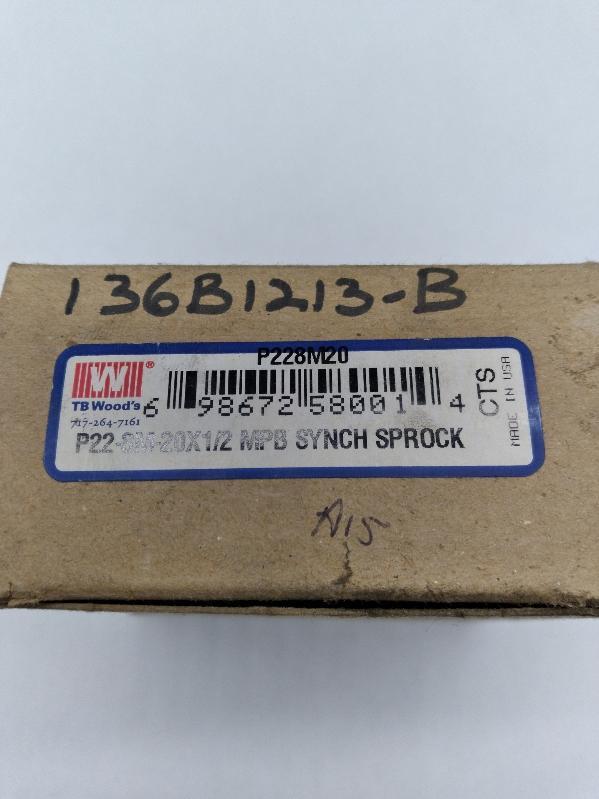 136B1213-B
P228M20
W®
TB Wood's
717-264-7161
6 98672 58001 4
CTS
MADE IN USA
P22-8M-20X1/2 MPB SYNCH SPROCK
A15